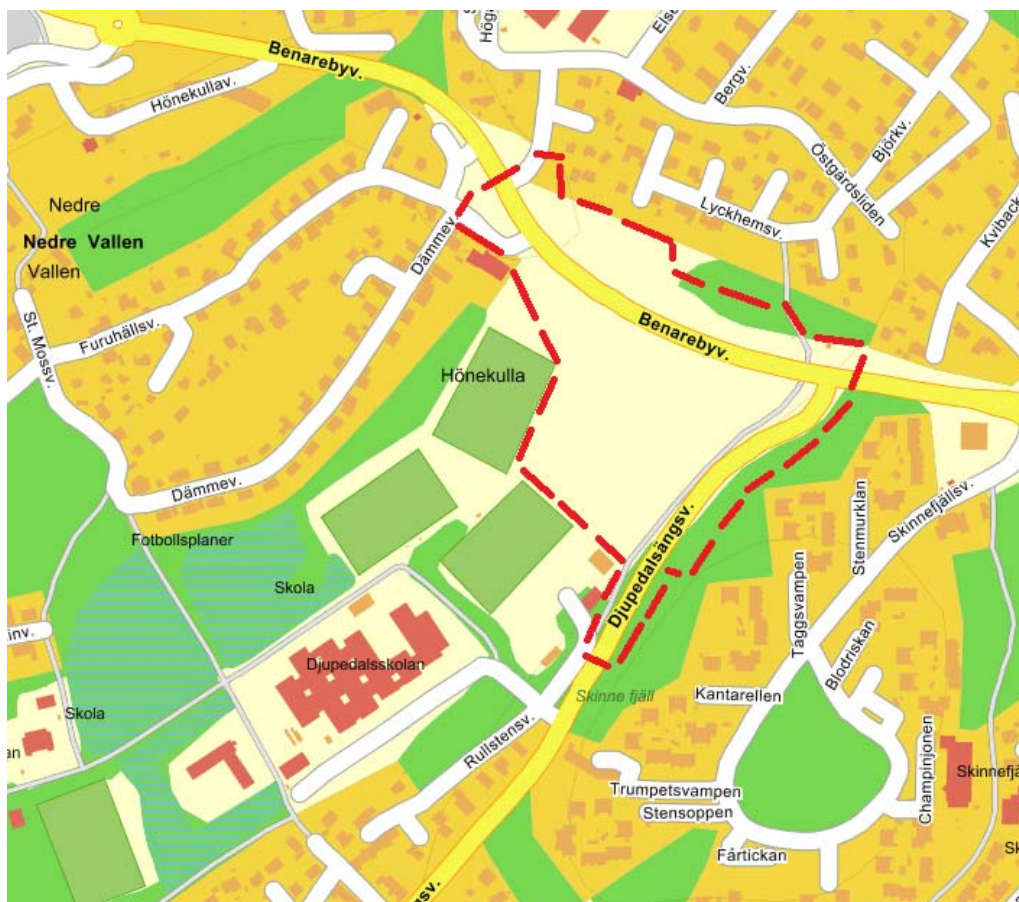 Benarebyv.
Hönekullav.
Bergv.
Björkv.
Östgårdsliden
Lyckhemsv.
Kviback
Nedre
Nedre Vallen
Vallen
Dämmev.
St. Mossv.
Furuhällsv.
Benarebyv.
Hönekulla
Dämmev.
Fotbollsplaner
Skola
Djupedalsängsv.
Stenmurklan
Skinnefjällsv.
Taggsvampen
Blodriskan
Djupedalsskolan
Kantarellen
Skinne fjäll
Skola
Rullstensv.
Trumpetsvampen
Stensoppen
Champinjonen
Fårtickan